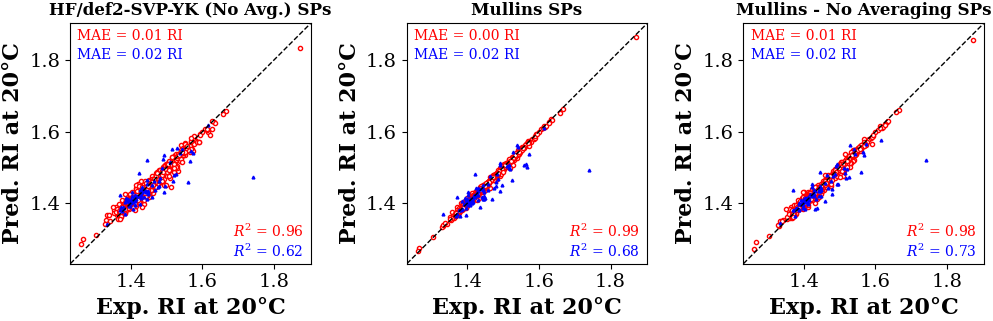 HF/def2-SVP-YK (No Avg.) SPs
MAE = 0.01 RI
MAE = 0.02 RI
R² = 0.96
R² = 0.62
1.8
1.6
1.4
1.4 1.6 1.8
Pred. RI at 20°C
Exp. RI at 20°C
Mullins SPs
MAE = 0.00 RI
MAE = 0.02 RI
R² = 0.99
R² = 0.68
1.8
1.6
1.4
1.4 1.6 1.8
Pred. RI at 20°C
Exp. RI at 20°C
Mullins - No Averaging SPs
MAE = 0.01 RI
MAE = 0.02 RI
R² = 0.98
R² = 0.73
1.8
1.6
1.4
1.4 1.6 1.8
Pred. RI at 20°C
Exp. RI at 20°C